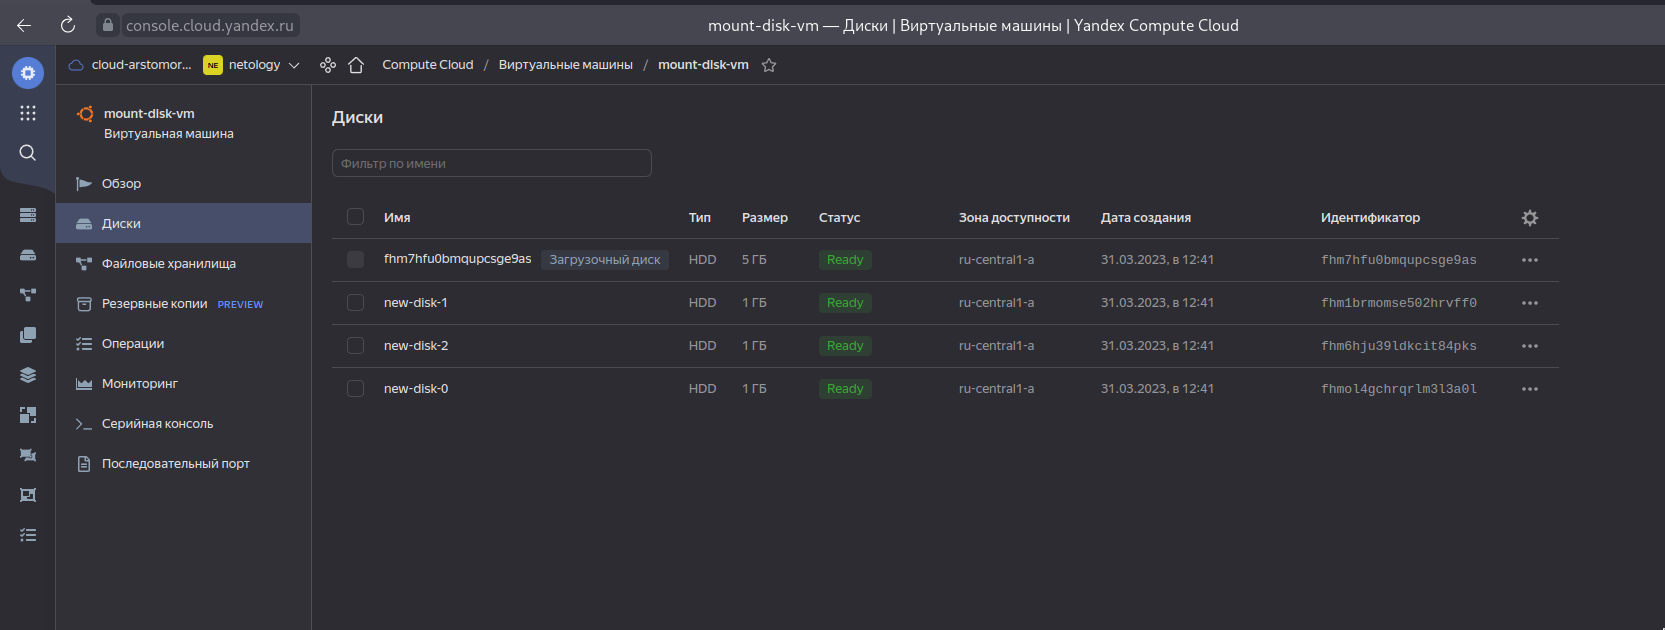 console.cloud.yandex.ru
mount-disk-vm — Диски | Виртуальные машины | Yandex Compute Cloud
cloud-arstomor... NE netology Compute Cloud / Виртуальные машины / mount-disk-vm
mount-disk-vm
Виртуальная машина
Обзор
Диски
Файловые хранилища
Резервные копии PREVIEW
Операции
Мониторинг
Серийная консоль
Последовательный порт
Диски
Фильтр по имени
Имя Тип Размер Статус Зона доступности Дата создания Идентификатор
fhm7hfu0bmqupcsge9as Загрузочный диск HDD 5 ГБ Ready ru-central1-a 31.03.2023, в 12:41 fhm7hfu0bmqupcsge9as
new-disk-1 HDD 1 ГБ Ready ru-central1-a 31.03.2023, в 12:41 fhm1brmomse502hrvff0
new-disk-2 HDD 1 ГБ Ready ru-central1-a 31.03.2023, в 12:41 fhm6hju39ldkcit84pks
new-disk-0 HDD 1 ГБ Ready ru-central1-a 31.03.2023, в 12:41 fhmol4gchrqrlm3l3a0l